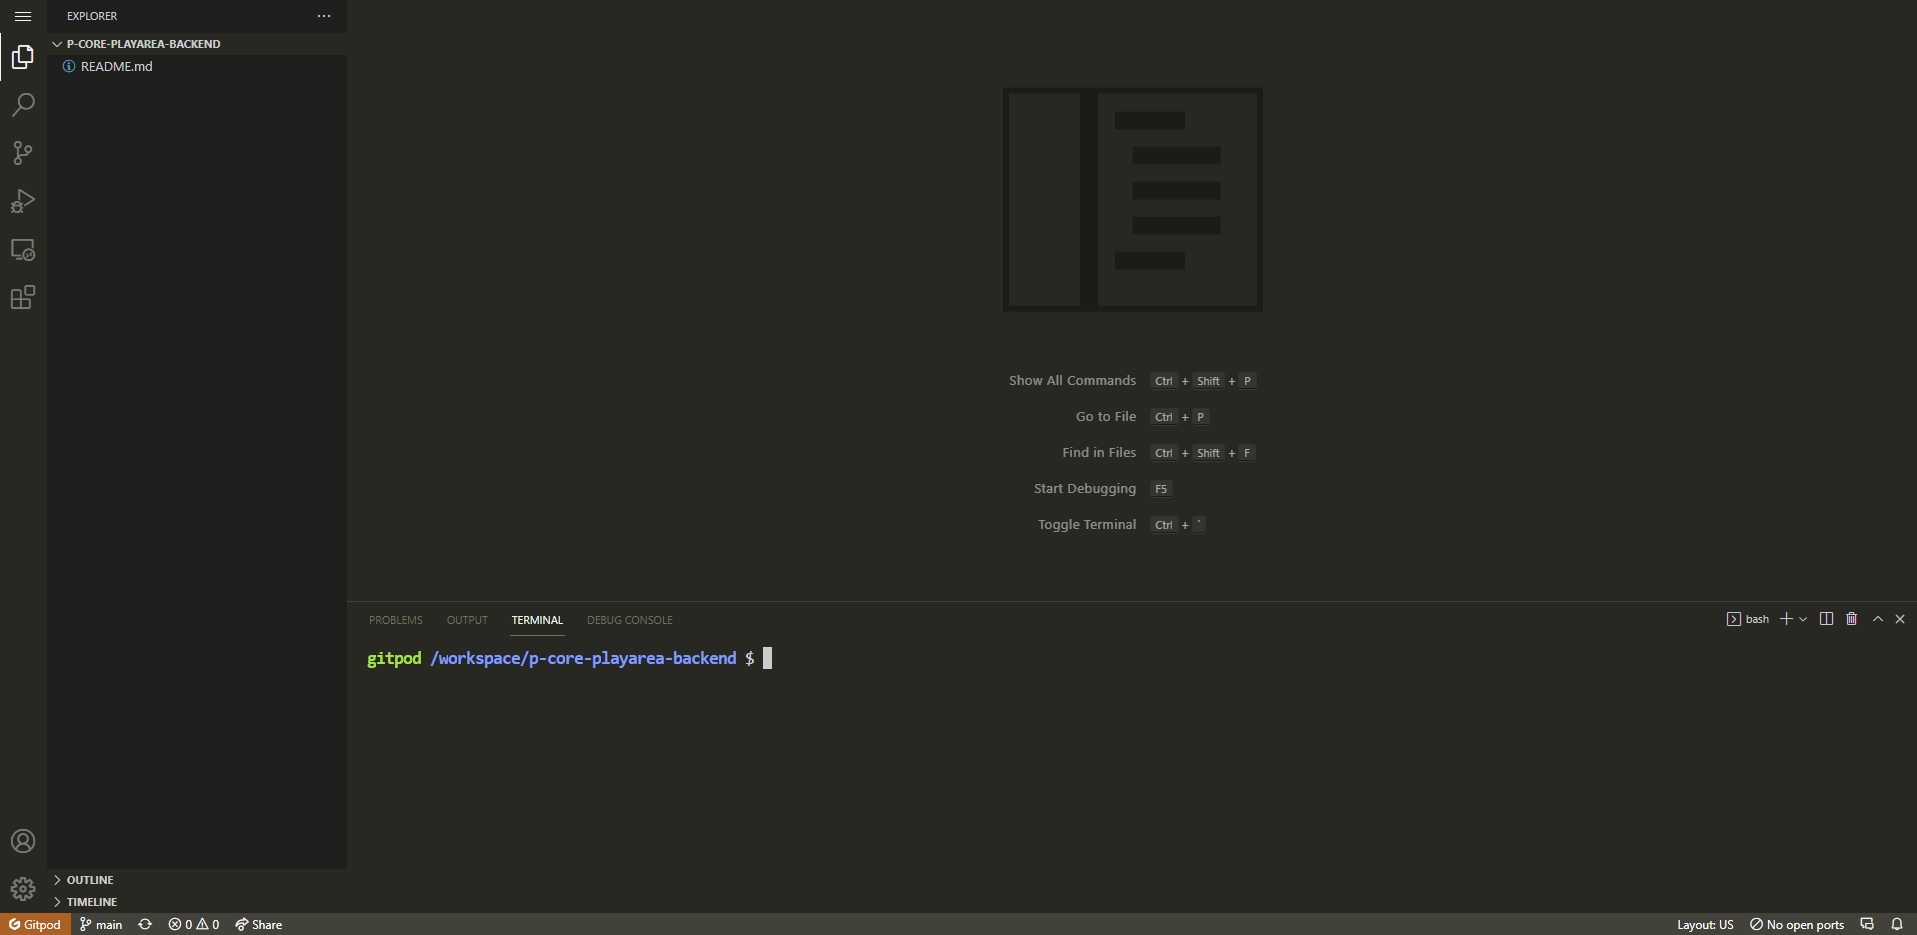 EXPLORER
P-CORE-PLAYAREA-BACKEND
README.md
Show All Commands Ctrl + Shift + P
Go to File Ctrl + P
Find in Files Ctrl + Shift + F
Start Debugging F5
Toggle Terminal Ctrl + `
PROBLEMS OUTPUT TERMINAL DEBUG CONSOLE bash
gitpod /workspace/p-core-playarea-backend $
OUTLINE
TIMELINE
Gitpod main 0 0 Share Layout: US No open ports